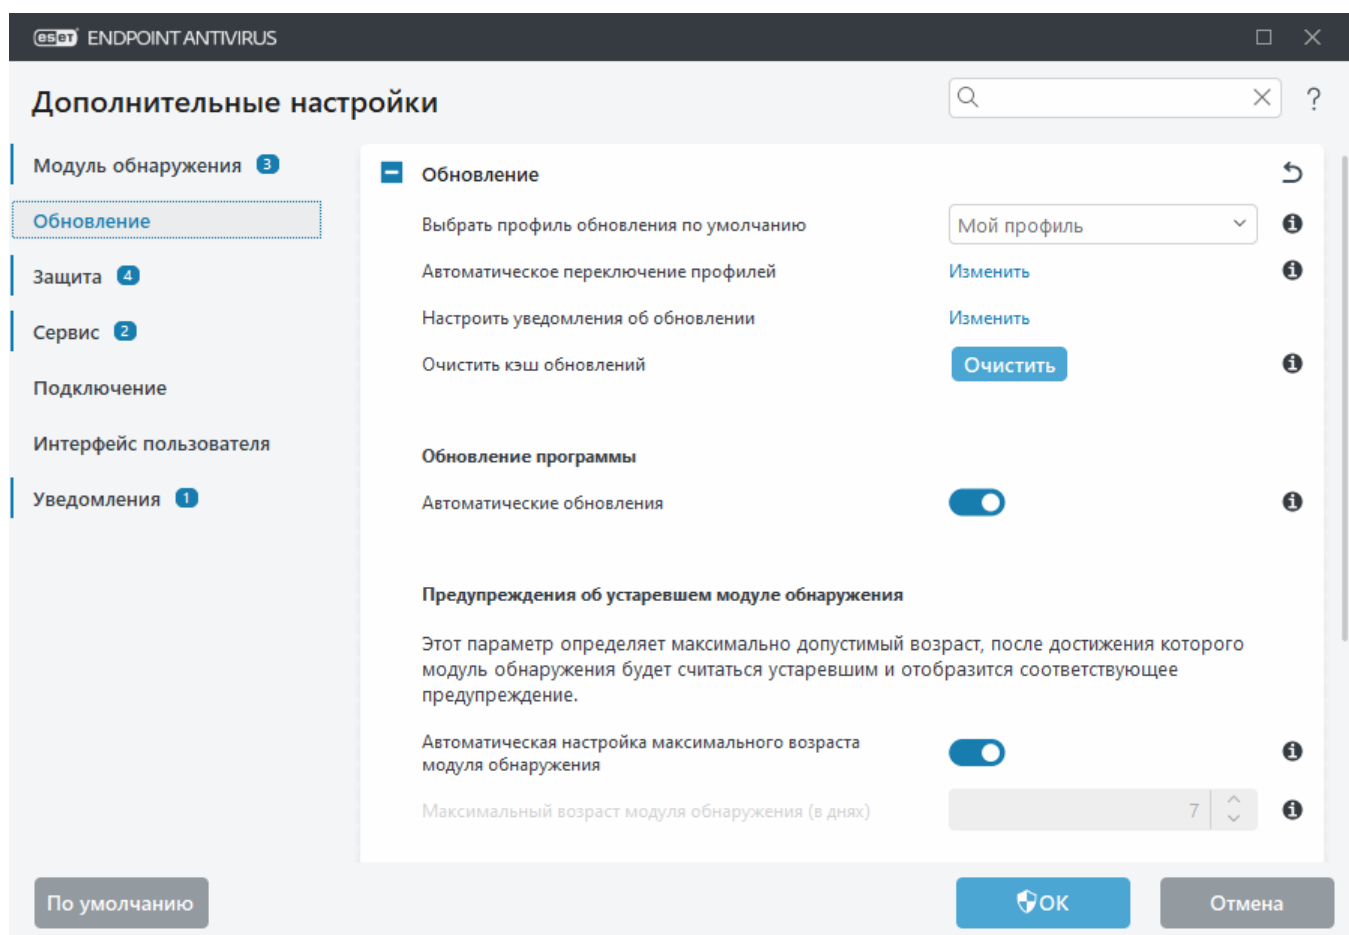 eset ENDPOINT ANTIVIRUS
Дополнительные настройки
?
Модуль обнаружения 3
Обновление
Защита 4
Сервис 2
Подключение
Интерфейс пользователя
Уведомления 1
Обновление
Выбрать профиль обновления по умолчанию Мой профиль
Автоматическое переключение профилей Изменить
Настроить уведомления об обновлении Изменить
Очистить кэш обновлений Очистить
Обновление программы
Автоматические обновления
Предупреждения об устаревшем модуле обнаружения
Этот параметр определяет максимально допустимый возраст, после достижения которого
модуль обнаружения будет считаться устаревшим и отобразится соответствующее
предупреждение.
Автоматическая настройка максимального возраста
модуля обнаружения
Максимальный возраст модуля обнаружения (в днях) 7
По умолчанию OK Отмена